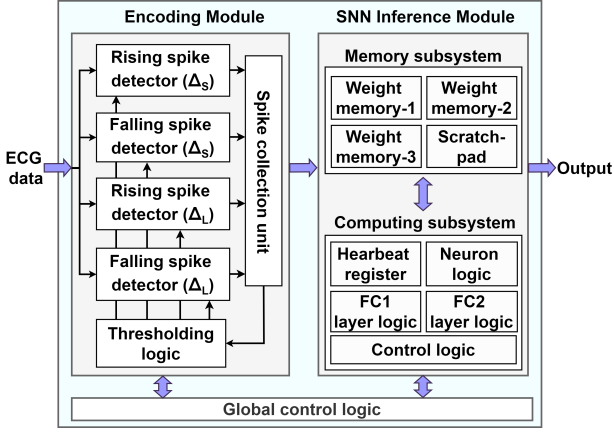 Encoding Module
SNN Inference Module
Rising spike
detector (ΔS)
Falling spike
detector (ΔS)
Rising spike
detector (ΔL)
Falling spike
detector (ΔL)
Thresholding
logic
Spike collection unit
ECG
data
Memory subsystem
Weight
memory-1
Weight
memory-2
Weight
memory-3
Scratch-
pad
Computing subsystem
Hearbeat
register
Neuron
logic
FC1
layer logic
FC2
layer logic
Control logic
Output
Global control logic